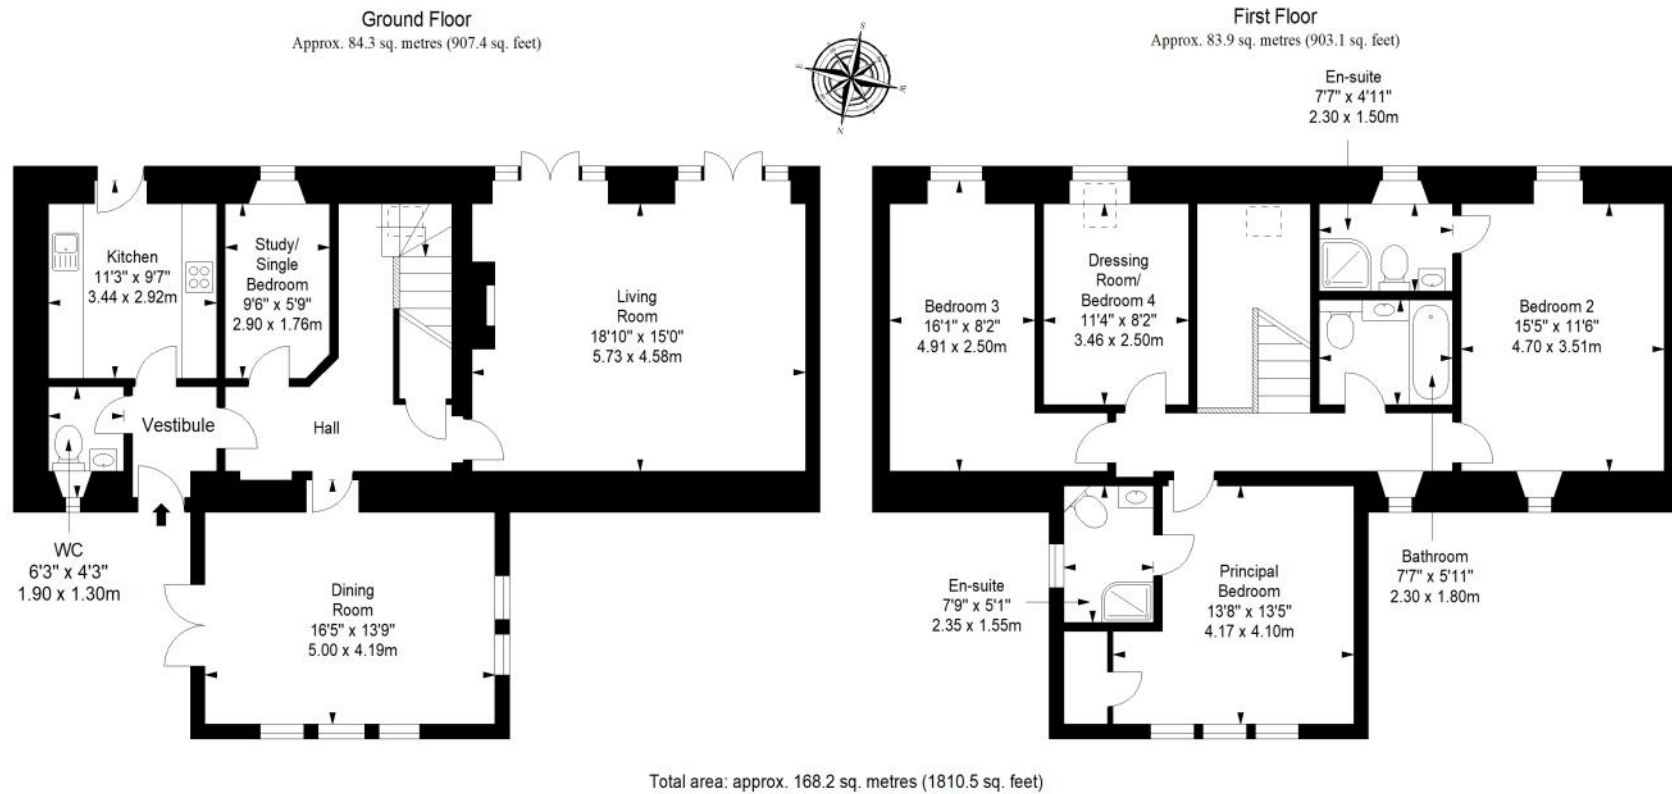 Ground Floor
Approx. 84.3 sq. metres (907.4 sq. feet)
First Floor
Approx. 83.9 sq. metres (903.1 sq. feet)
S
E
W
N
En-suite
7'7" x 4'11"
2.30 x 1.50m
Kitchen
11'3" x 9'7"
3.44 x 2.92m
Study/
Single
Bedroom
9'6" x 5'9"
2.90 x 1.76m
Living
Room
18'10" x 15'0"
5.73 x 4.58m
Vestibule
Hall
WC
6'3" x 4'3"
1.90 x 1.30m
Dining
Room
16'5" x 13'9"
5.00 x 4.19m
Bedroom 3
16'1" x 8'2"
4.91 x 2.50m
Dressing
Room/
Bedroom 4
11'4" x 8'2"
3.46 x 2.50m
Bedroom 2
15'5" x 11'6"
4.70 x 3.51m
En-suite
7'9" x 5'1"
2.35 x 1.55m
Principal
Bedroom
13'8" x 13'5"
4.17 x 4.10m
Bathroom
7'7" x 5'11"
2.30 x 1.80m
Total area: approx. 168.2 sq. metres (1810.5 sq. feet)